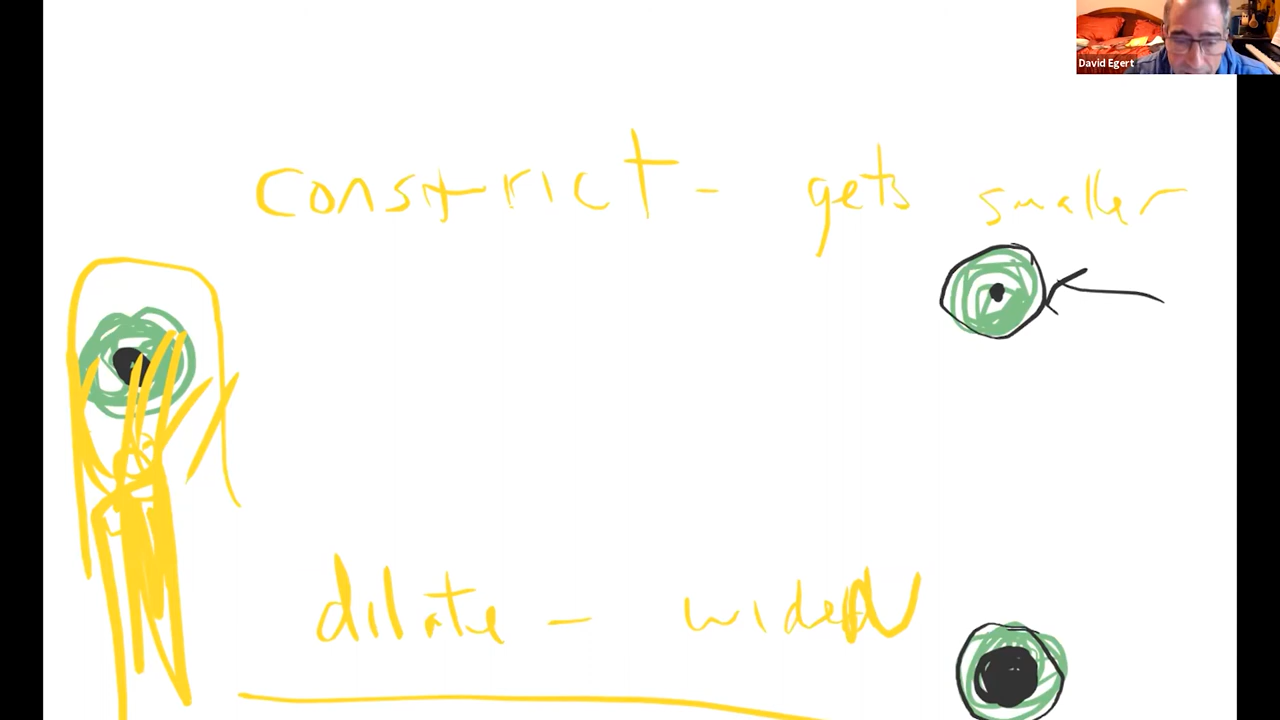 David Egert
constrict - gets smaller
dilate - widen